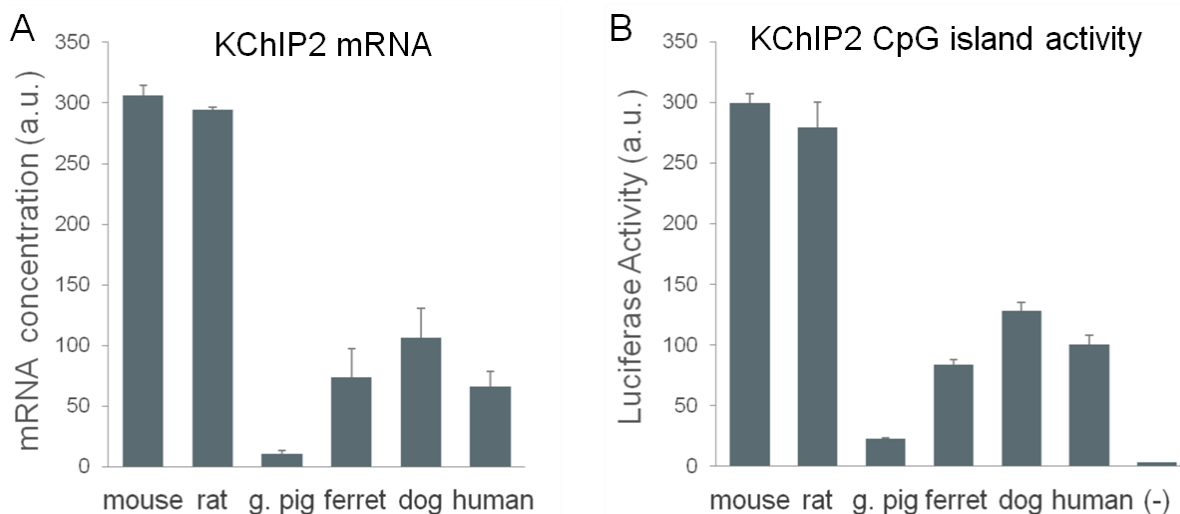 A
KChIP2 mRNA
mRNA concentration (a.u.)
350
300
250
200
150
100
50
0
mouse rat g. pig ferret dog human
B
KChIP2 CpG island activity
Luciferase Activity (a.u.)
350
300
250
200
150
100
50
0
mouse rat g. pig ferret dog human (-)